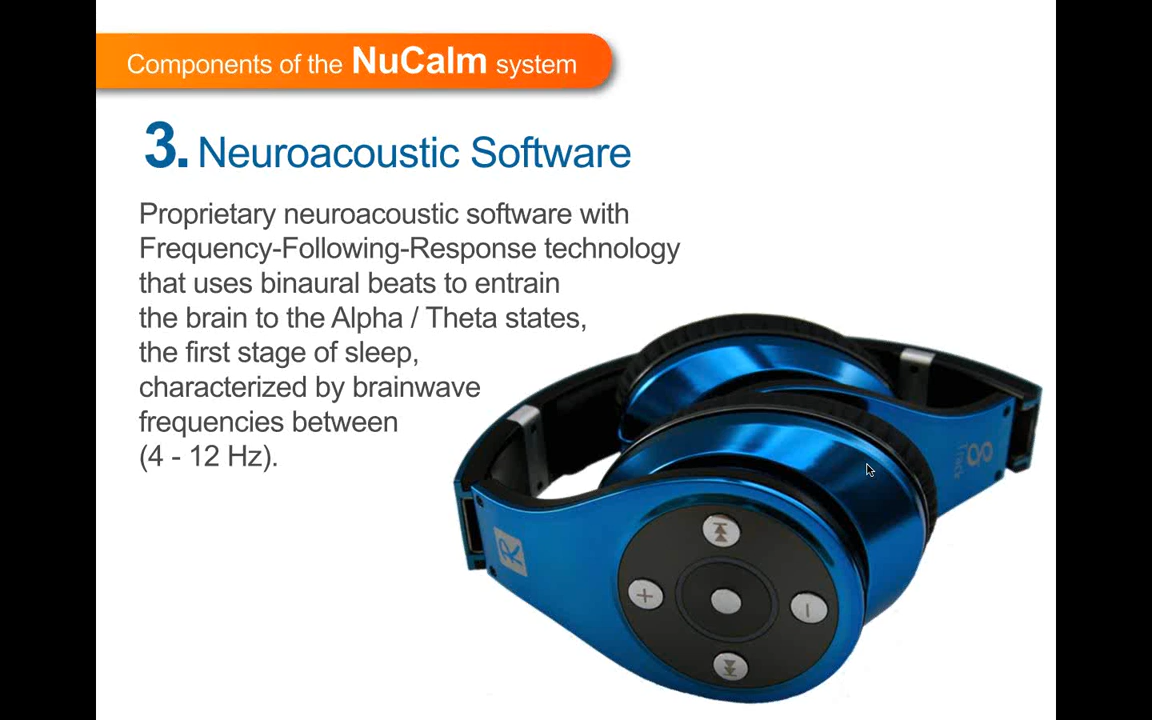 Components of the NuCalm system
3. Neuroacoustic Software
Proprietary neuroacoustic software with
Frequency-Following-Response technology
that uses binaural beats to entrain
the brain to the Alpha / Theta states,
the first stage of sleep,
characterized by brainwave
frequencies between
(4 - 12 Hz).
R